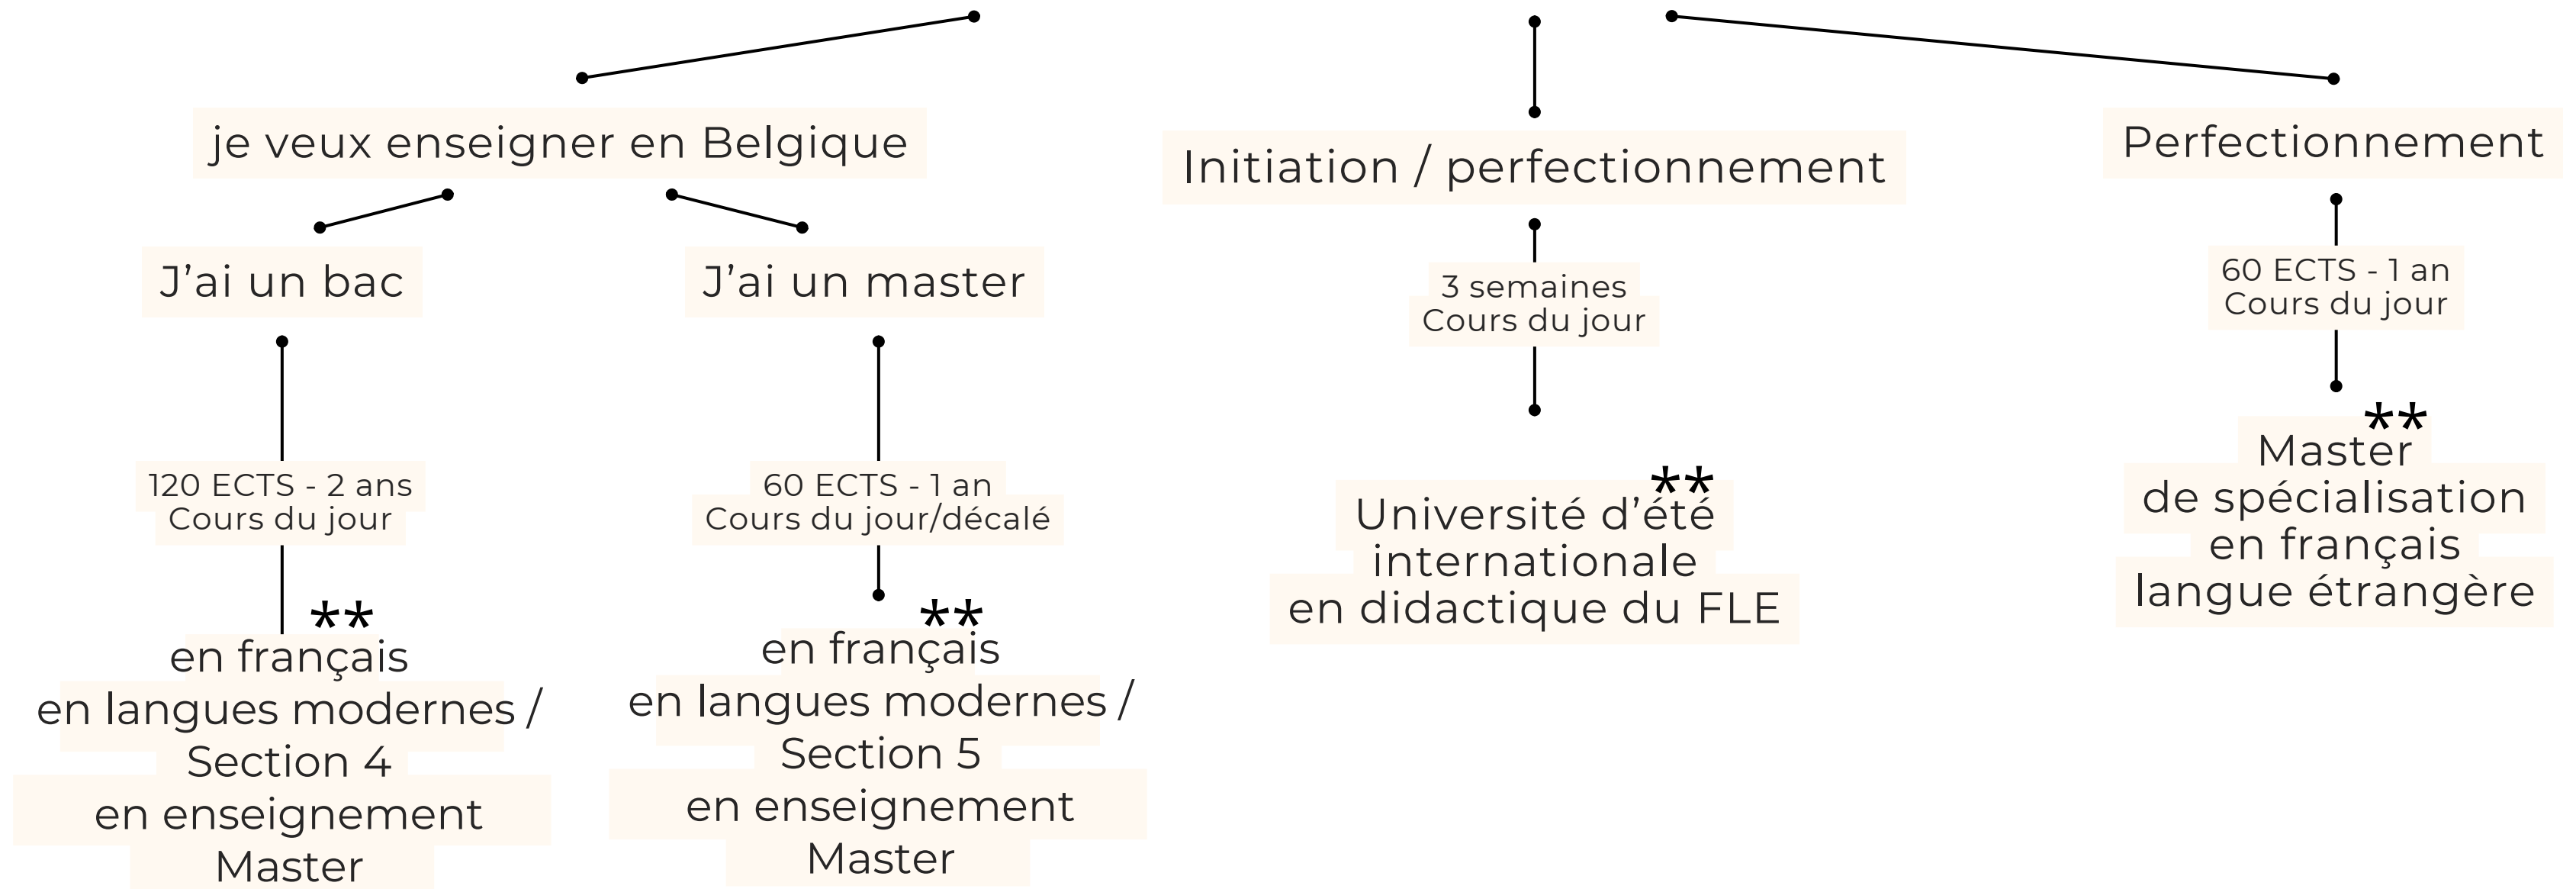 je veux enseigner en Belgique
J'ai un bac
120 ECTS - 2 ans
Cours du jour
**
en français
en langues modernes /
Section 4
en enseignement
Master
J'ai un master
60 ECTS - 1 an
Cours du jour/décalé
**
en français
en langues modernes /
Section 5
en enseignement
Master
Initiation / perfectionnement
3 semaines
Cours du jour
**
Université d'été
internationale
en didactique du FLE
Perfectionnement
60 ECTS - 1 an
Cours du jour
**
Master
de spécialisation
en français
langue étrangère